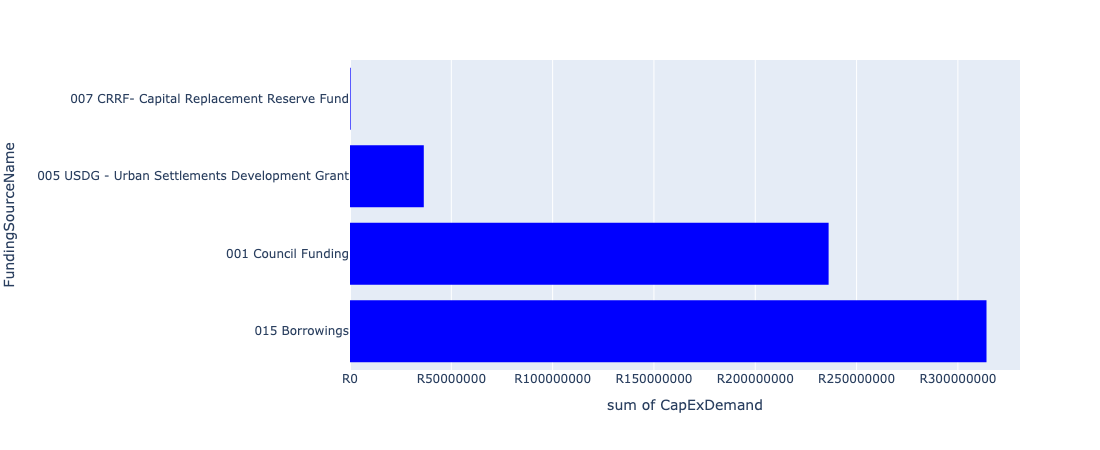 FundingSourceName
007 CRRF- Capital Replacement Reserve Fund
005 USDG - Urban Settlements Development Grant
001 Council Funding
015 Borrowings
R0 R50000000 R100000000 R150000000 R200000000 R250000000 R300000000
sum of CapExDemand